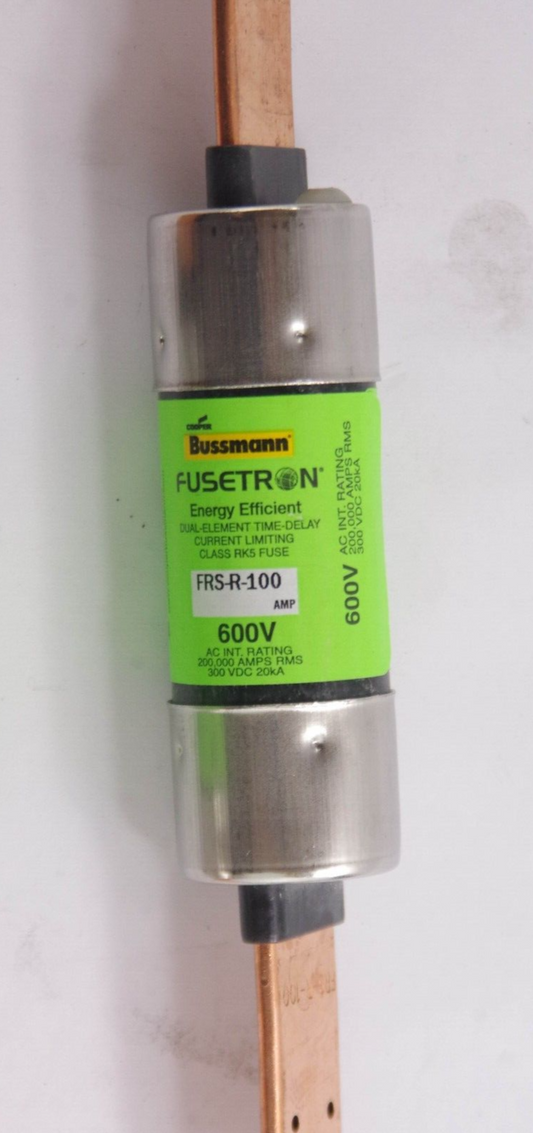 COOPER
Bussmann
FUSETRON®
Energy Efficient
DUAL-ELEMENT TIME-DELAY
CURRENT LIMITING
CLASS RK5 FUSE
FRS-R-100
AMP
600V
AC INT. RATING
200,000 AMPS RMS
300 VDC 20kA
600V
AC INT. RATING
200,000 AMPS RMS
300 VDC 20kA